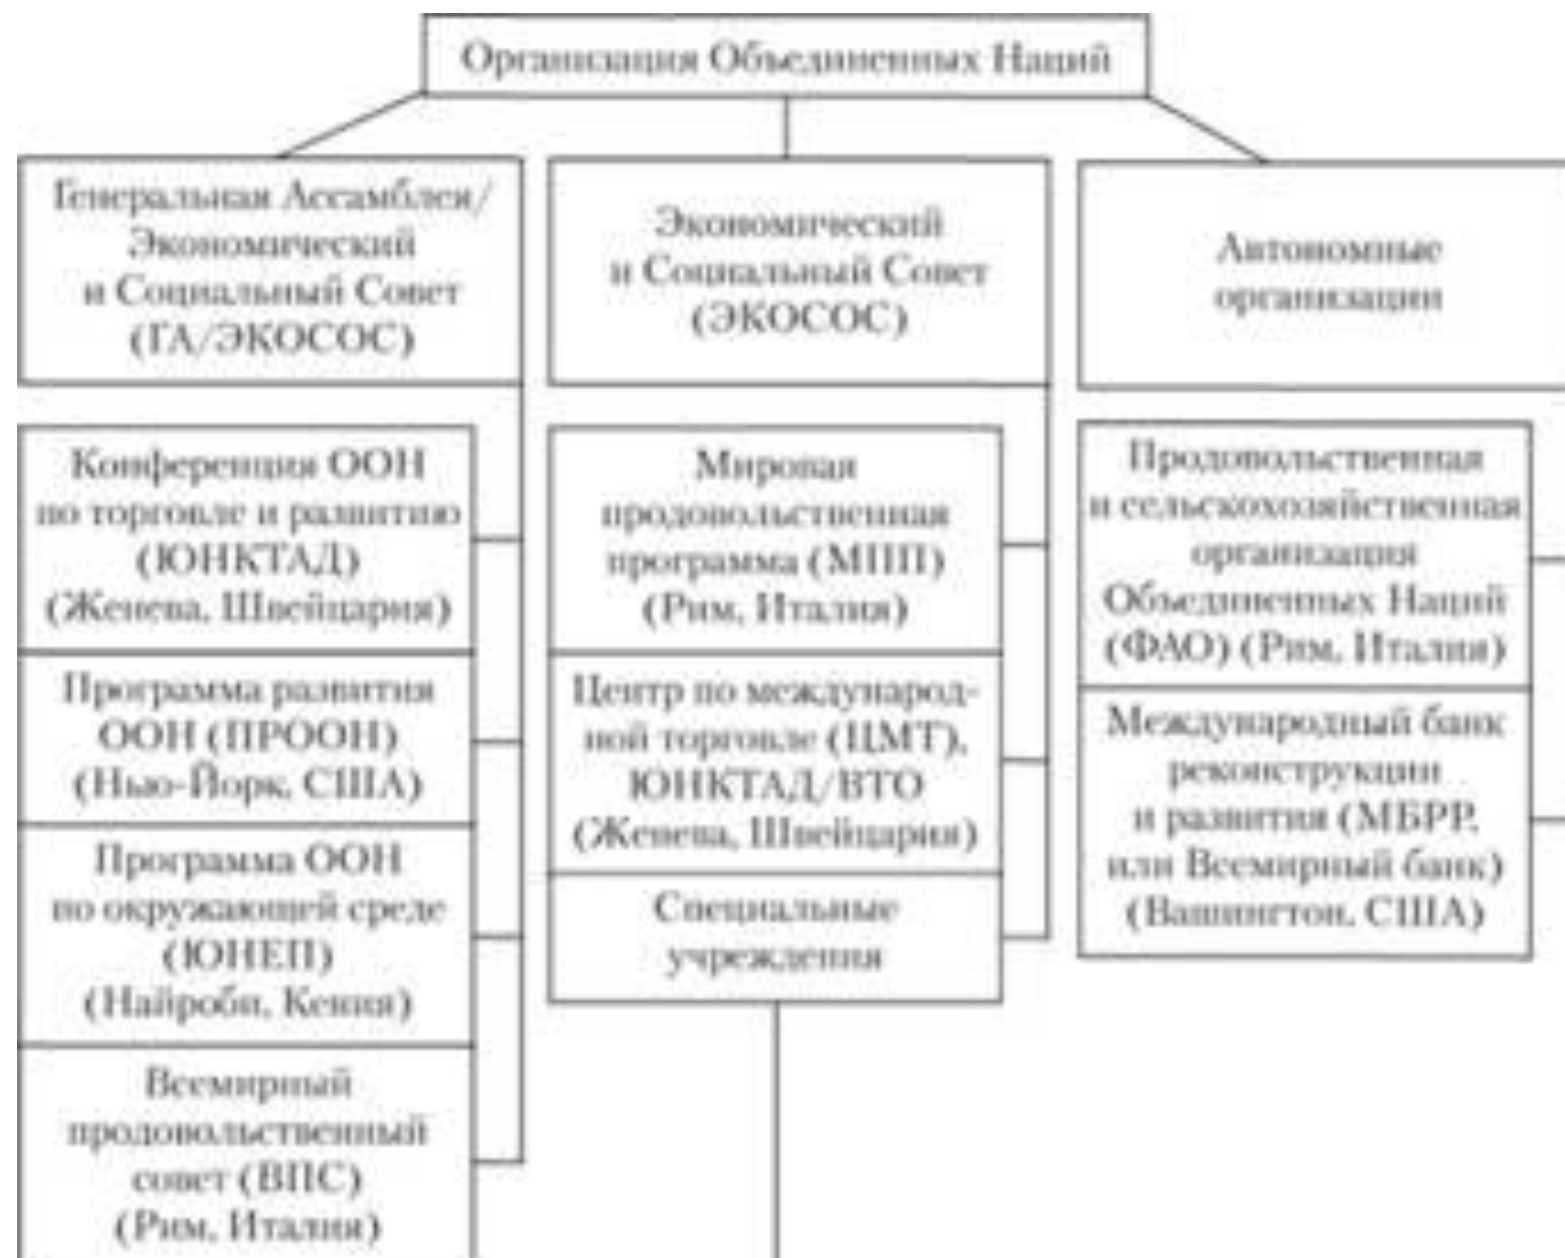 Организация Объединенных Наций
Генеральная Ассамблея/
Экономический
и Социальный Совет
(ГА/ЭКОСОС)
Конференция ООН
по торговле и развитию
(ЮНКТАД)
(Женева, Швейцария)
Программа развития
ООН (ПРООН)
(Нью-Йорк, США)
Программа ООН
по окружающей среде
(ЮНЕП)
(Найроби, Кения)
Всемирный
продовольственный
совет (ВПС)
(Рим, Италия)
Экономический
и Социальный Совет
(ЭКОСОС)
Мировая
продовольственная
программа (МПП)
(Рим, Италия)
Центр по международ-
ной торговле (ЦМТ),
ЮНКТАД/ВТО
(Женева, Швейцария)
Специальные
учреждения
Автономные
организации
Продовольственная
и сельскохозяйственная
организация
Объединенных Наций
(ФАО) (Рим, Италия)
Международный банк
реконструкции
и развития (МБРР,
или Всемирный банк)
(Вашингтон, США)